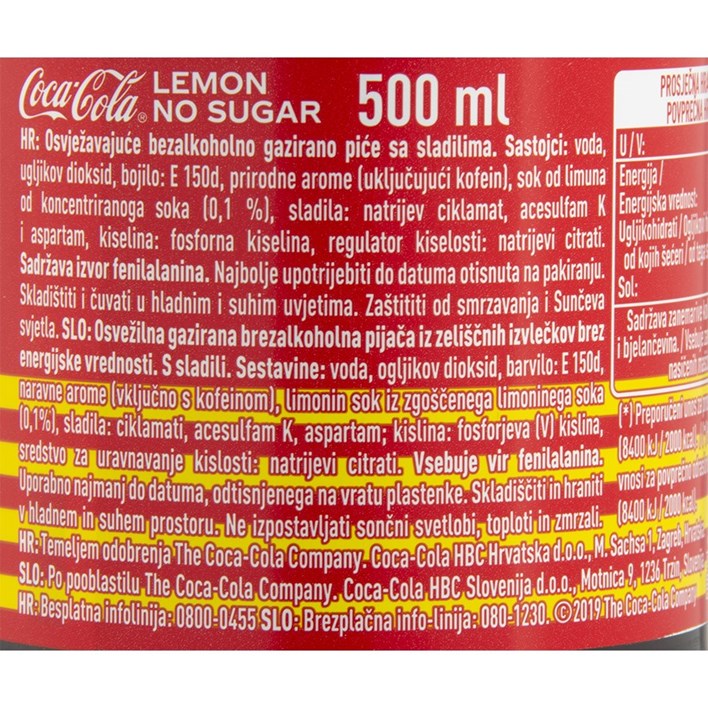 Coca-Cola® LEMON
NO SUGAR
500 ml
HR: Osvježavajuće bezalkoholno gazirano piće sa sladilima. Sastojci: voda,
ugljikov dioksid, bojilo: E 150d, prirodne arome (uključujući kofein), sok od limuna
od koncentriranoga soka (0,1 %), sladila: natrijev ciklamat, acesulfam K
i aspartam, kiselina: fosforna kiselina, regulator kiselosti: natrijevi citrati.
Sadržava izvor fenilalanina. Najbolje upotrijebiti do datuma otisnuta na pakiranju.
Skladištiti i čuvati u hladnim i suhim uvjetima. Zaštititi od smrzavanja i Sunčeva
svjetla. SLO: Osvežilna gazirana brezalkoholna pijača iz zeliščnih izvlečkov brez
energijske vrednosti. S sladili. Sestavine: voda, ogljikov dioksid, barvilo: E 150d,
naravne arome (vključno s kofeinom), limonin sok iz zgoščenega limoninega soka
(0,1%), sladila: ciklamati, acesulfam K, aspartam; kislina: fosforjeva (V) kislina,
sredstvo za uravnavanje kislosti: natrijevi citrati. Vsebuje vir fenilalanina.
Uporabno najmanj do datuma, odtisnjenega na vratu plastenke. Skladiščiti in hraniti
v hladnem in suhem prostoru. Ne izpostavljati sončni svetlobi, toploti in zmrzali.
HR: Temeljem odobrenja The Coca-Cola Company. Coca-Cola HBC Hrvatska d.o.o., M. Sachsa 1, Zagreb, Hrvatska
SLO: Po pooblastilu The Coca-Cola Company. Coca-Cola HBC Slovenija d.o.o., Motnica 9, 1236 Trzin, Slovenija
HR: Besplatna infolinija: 0800-0455 SLO: Brezplačna info-linija: 080-1230. ©2019 The Coca-Cola Company
PROSJEČNA
POVPREČNA
U / V:
Energija /
Energijska vrednost:
Ugljikohidrati / Ogljikovi
od kojih šećeri / od tega
Sol:
Sadržava zanemarive
i bjelančevina. / Vsebuje
nasičenih
(*) Preporučeni unos za
(8400 kJ / 2000 kcal).
vnosi za povprečno
(8400 kJ / 2000 kcal).